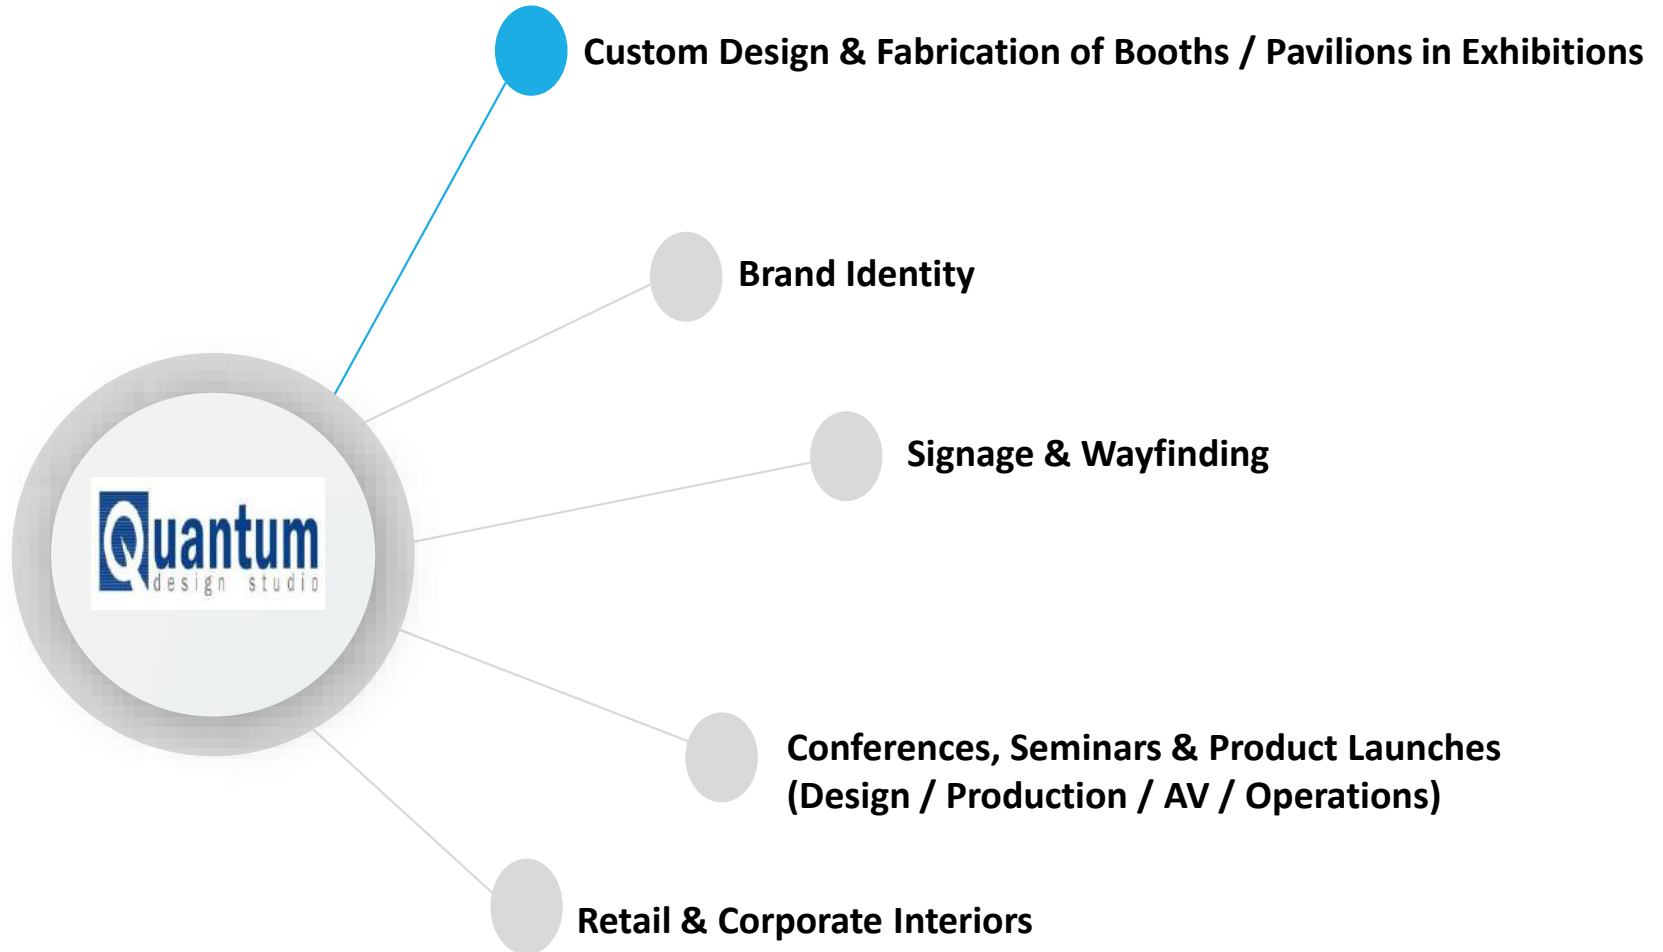 Custom Design & Fabrication of Booths / Pavilions in Exhibitions
Brand Identity
Signage & Wayfinding
Quantum
design studio
Conferences, Seminars & Product Launches
(Design / Production / AV / Operations)
Retail & Corporate Interiors